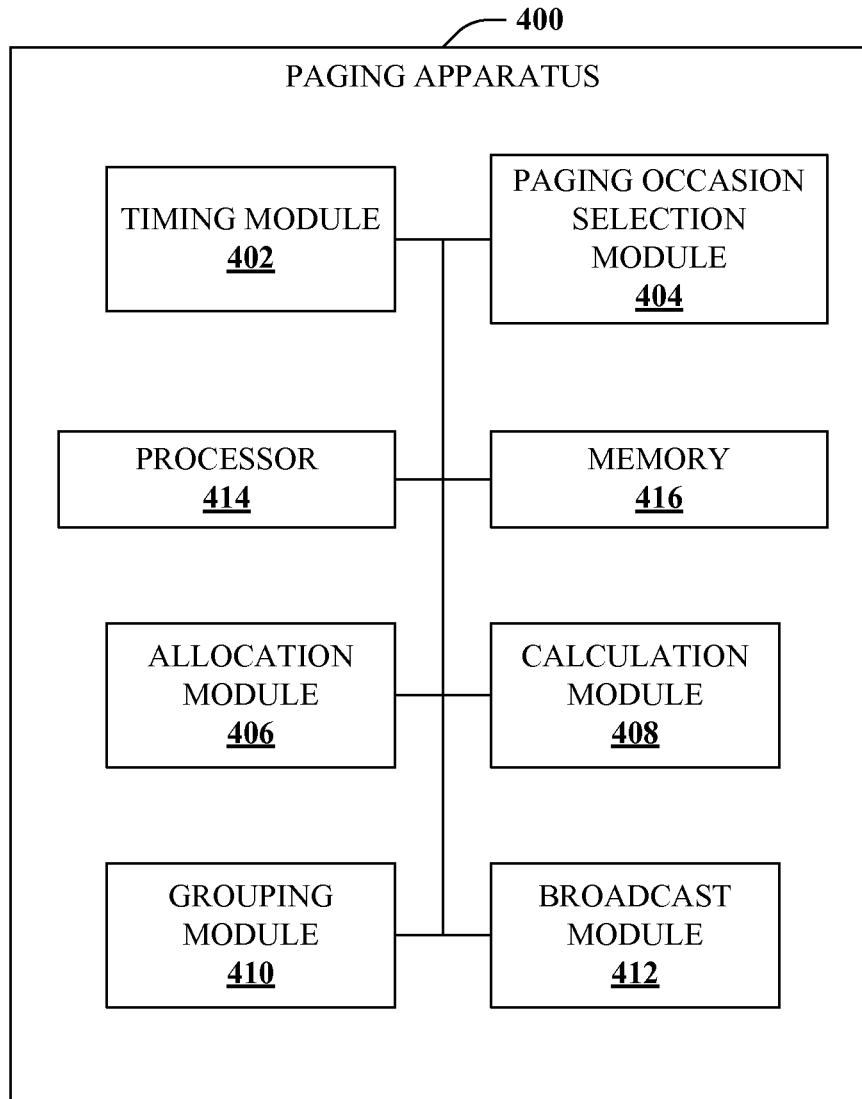 400
PAGING APPARATUS
TIMING MODULE
402
PAGING OCCASION
SELECTION
MODULE
404
PROCESSOR
414
MEMORY
416
ALLOCATION
MODULE
406
CALCULATION
MODULE
408
GROUPING
MODULE
410
BROADCAST
MODULE
412